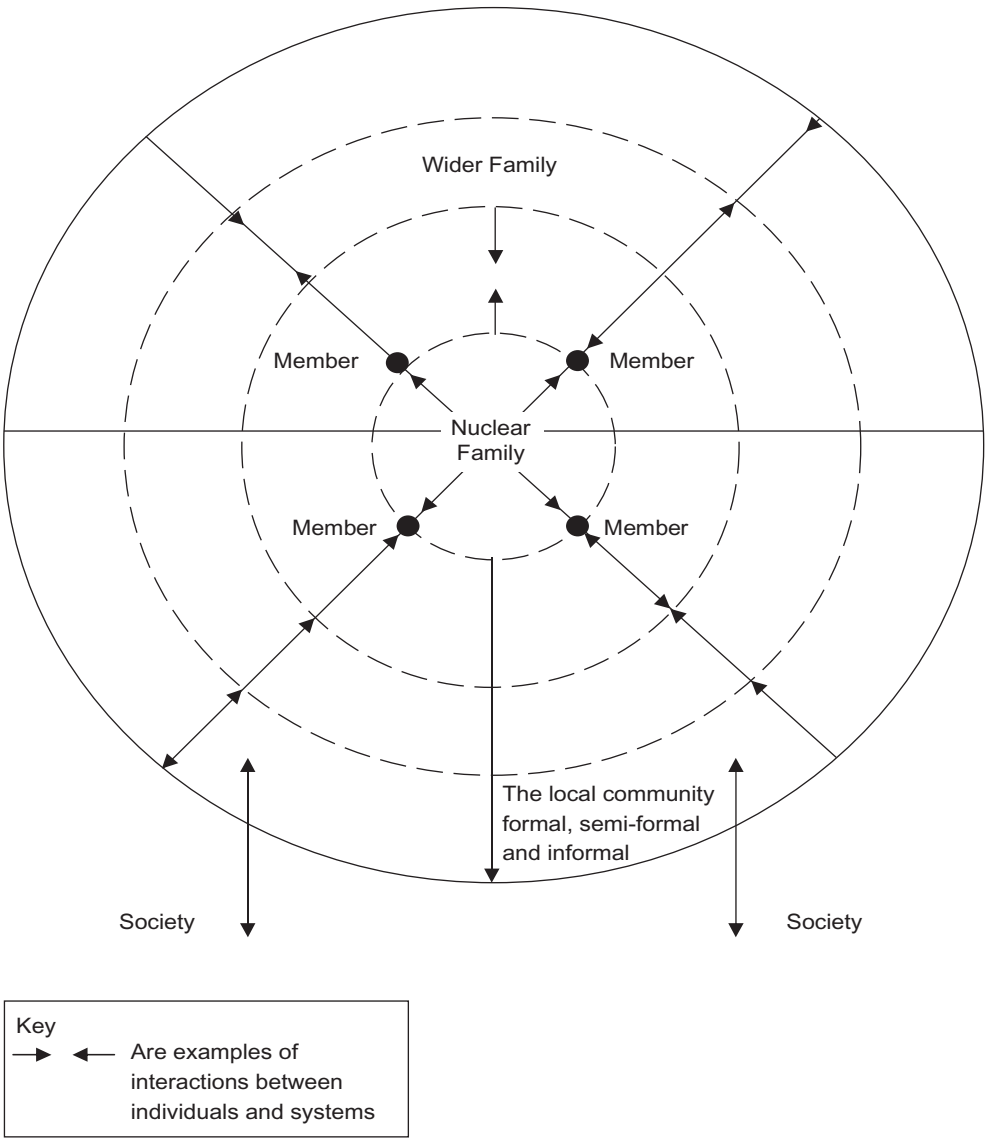 Wider Family
Member
Member
Nuclear
Family
Member
Member
The local community
formal, semi-formal
and informal
Society
Society
Key
Are examples of
interactions between
individuals and systems